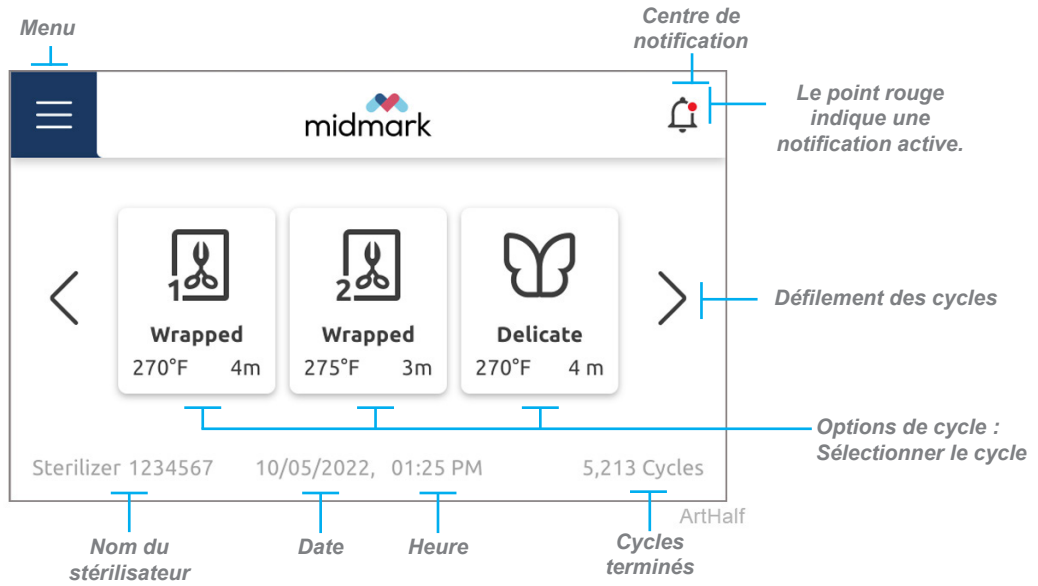 Menu
Centre de
notification
Le point rouge
indique une
notification active.
midmark
1
Wrapped
270°F 4m
2
Wrapped
275°F 3m
Delicate
270°F 4 m
Défilement des cycles
Options de cycle :
Sélectionner le cycle
Sterilizer 1234567 10/05/2022, 01:25 PM 5,213 Cycles
ArtHalf
Nom du
stérilisateur
Date
Heure
Cycles
terminés